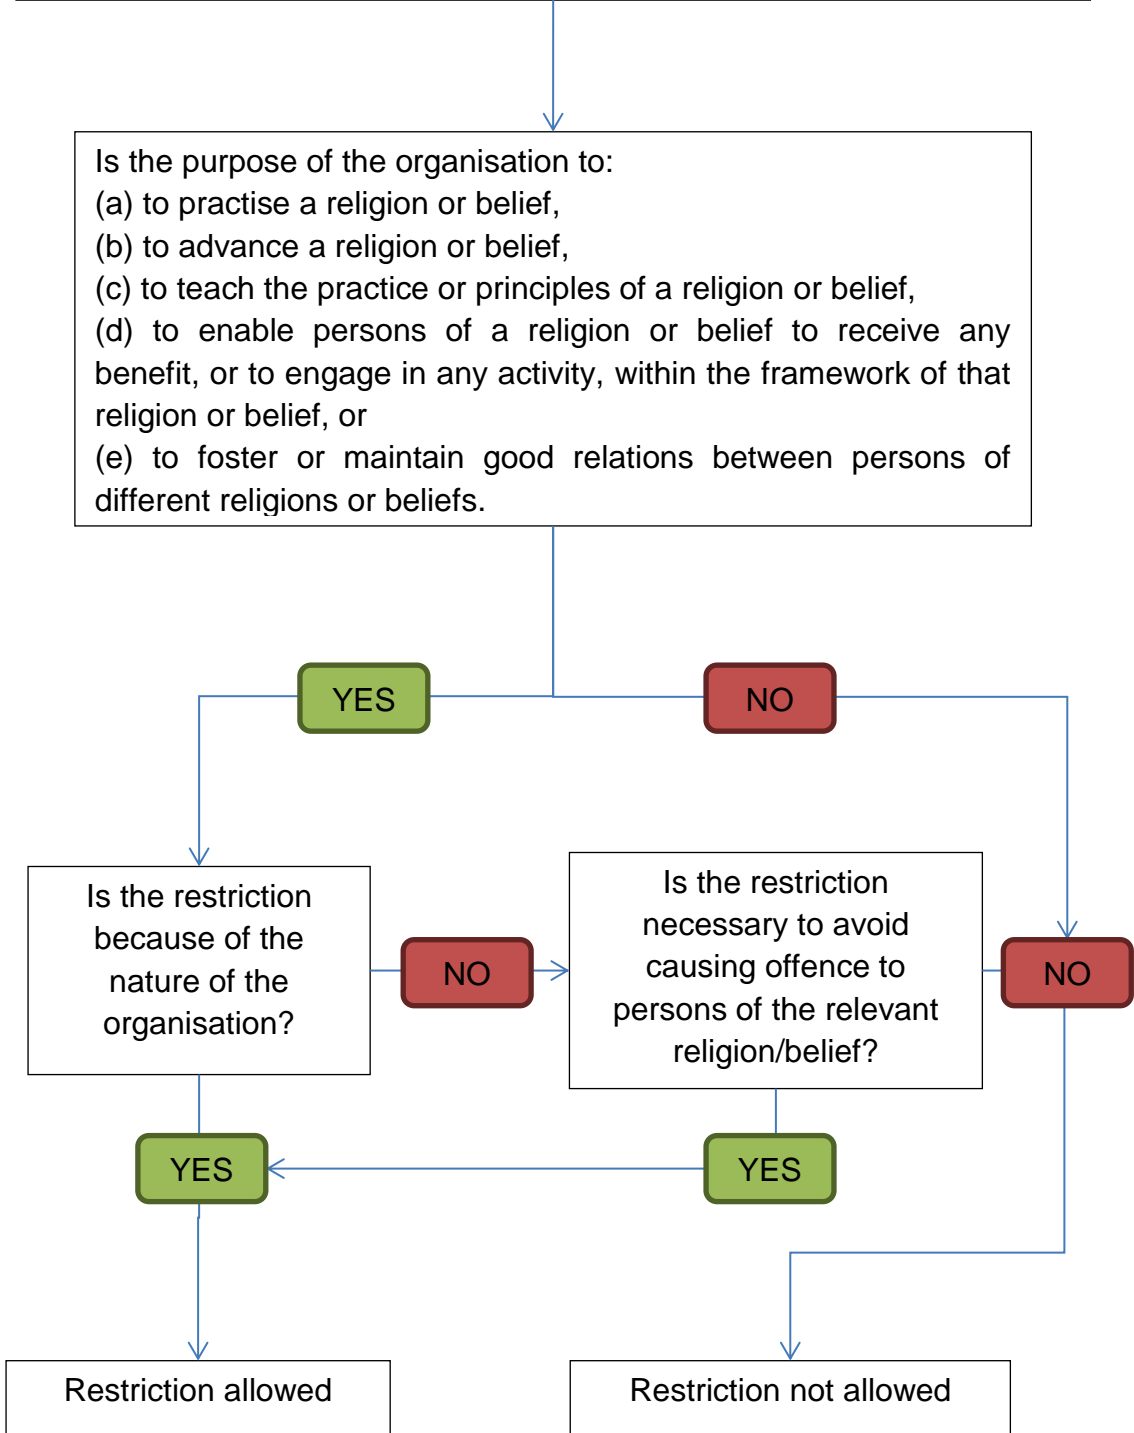 Is the purpose of the organisation to:
(a) to practise a religion or belief,
(b) to advance a religion or belief,
(c) to teach the practice or principles of a religion or belief,
(d) to enable persons of a religion or belief to receive any
benefit, or to engage in any activity, within the framework of that
religion or belief, or
(e) to foster or maintain good relations between persons of
different religions or beliefs.
YES
NO
Is the restriction
because of the
nature of the
organisation?
NO
Is the restriction
necessary to avoid
causing offence to
persons of the relevant
religion/belief?
NO
YES
YES
Restriction allowed
Restriction not allowed